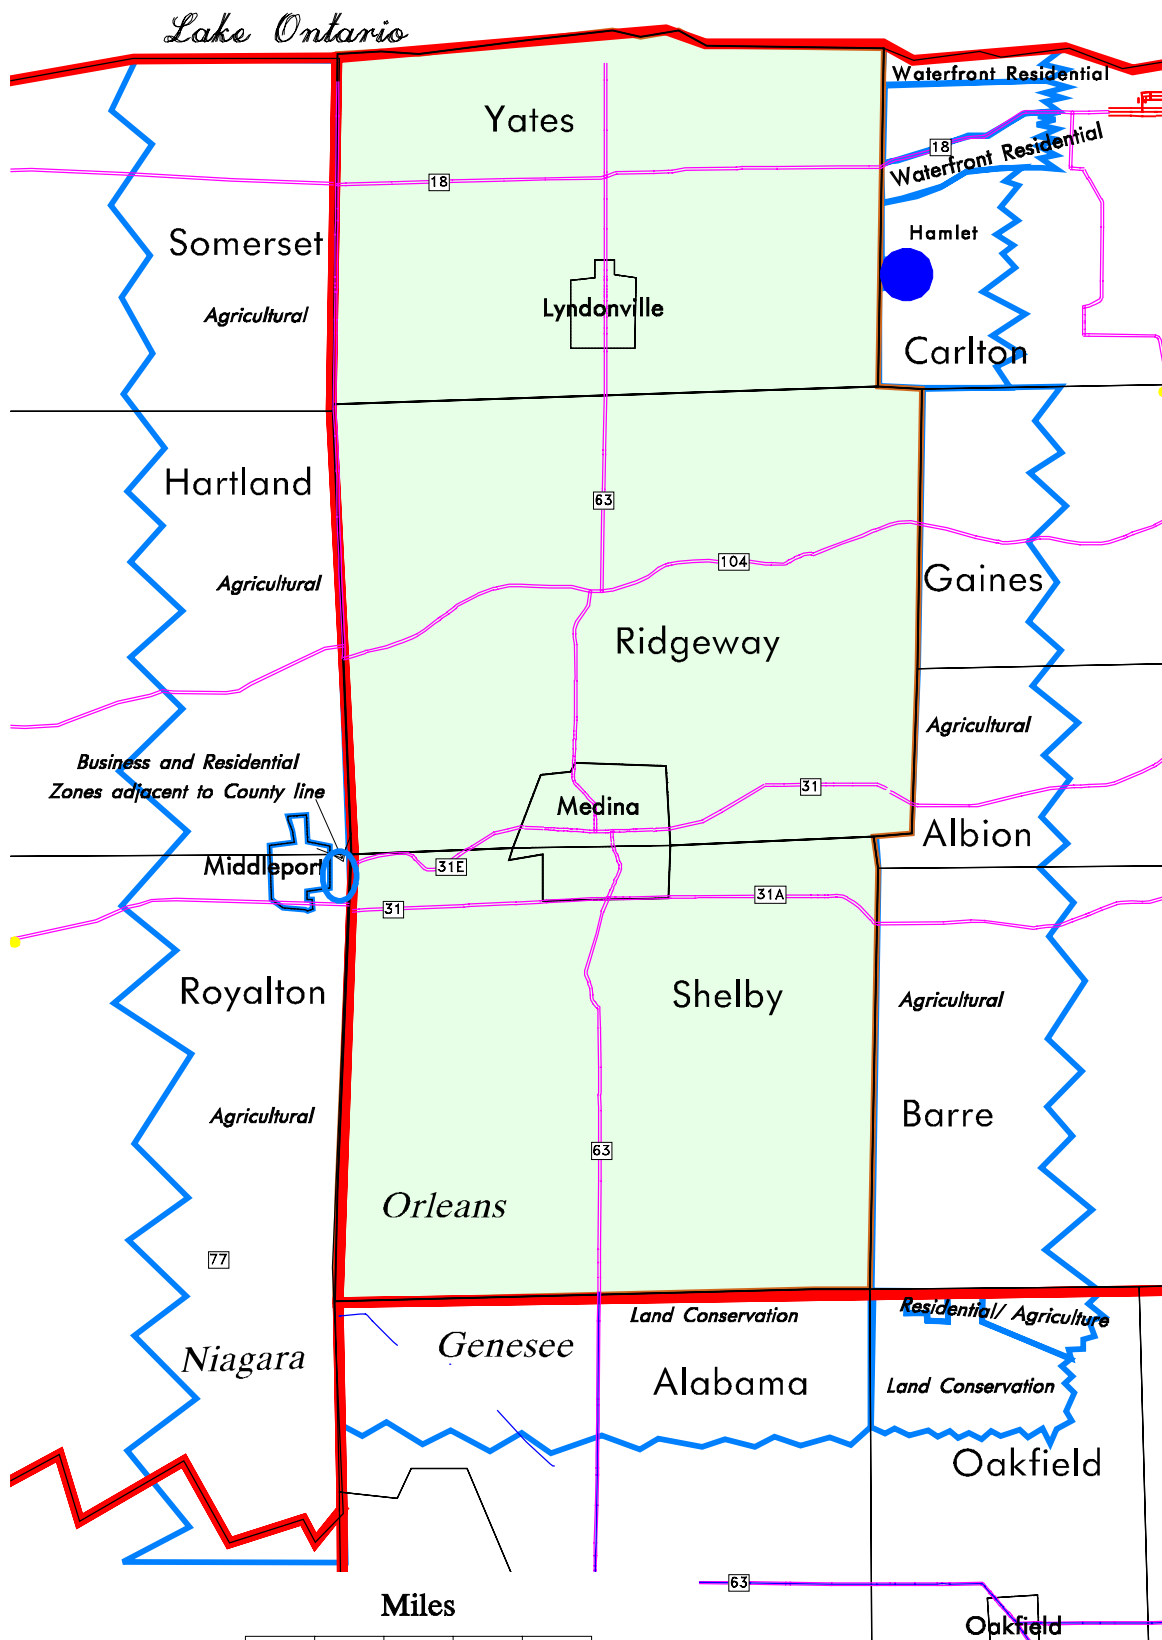 Lake Ontario
Waterfront Residential
Yates
18
Waterfront Residential
18
Somerset
Hamlet
Agricultural
Lyndonville
Carlton
Hartland
63
104
Agricultural
Gaines
Ridgeway
Agricultural
Business and Residential
Zones adjacent to County line
31
Medina
Albion
Middleport
31E
31A
31
Royalton
Shelby
Agricultural
Agricultural
Barre
63
Orleans
77
Land Conservation
Residential/ Agriculture
Genesee
Niagara
Alabama
Land Conservation
Oakfield
63
Miles
Oakfield